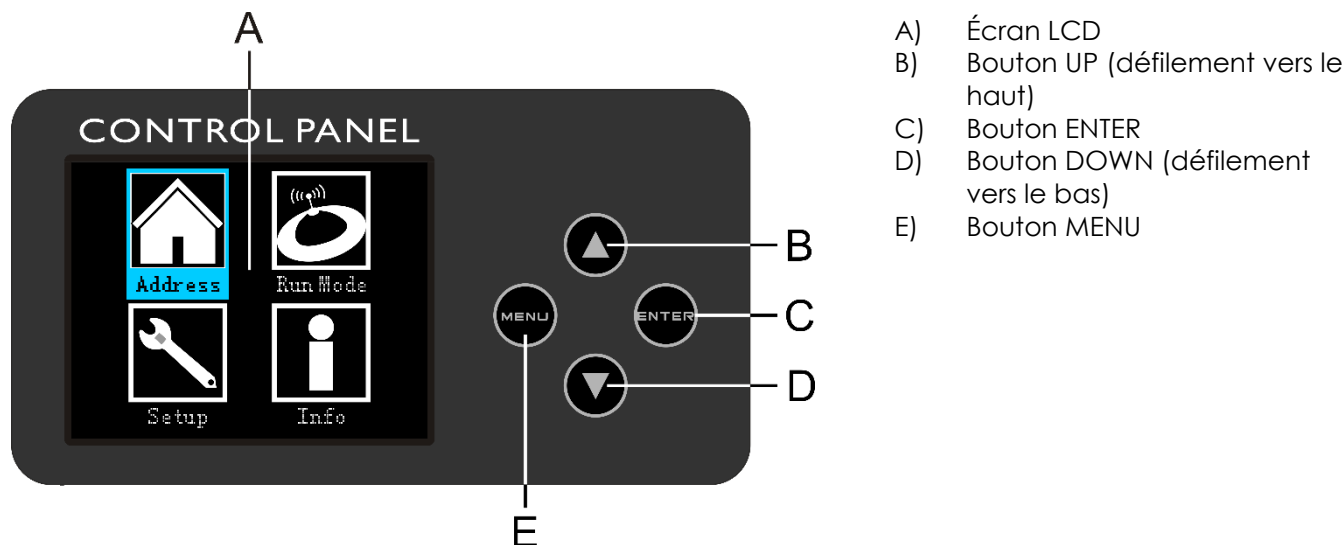 A
CONTROL PANEL
Address
Run Mode
Setup
Info
MENU
ENTER
B
C
D
E
A) Écran LCD
B) Bouton UP (défilement vers le
haut)
C) Bouton ENTER
D) Bouton DOWN (défilement
vers le bas)
E) Bouton MENU